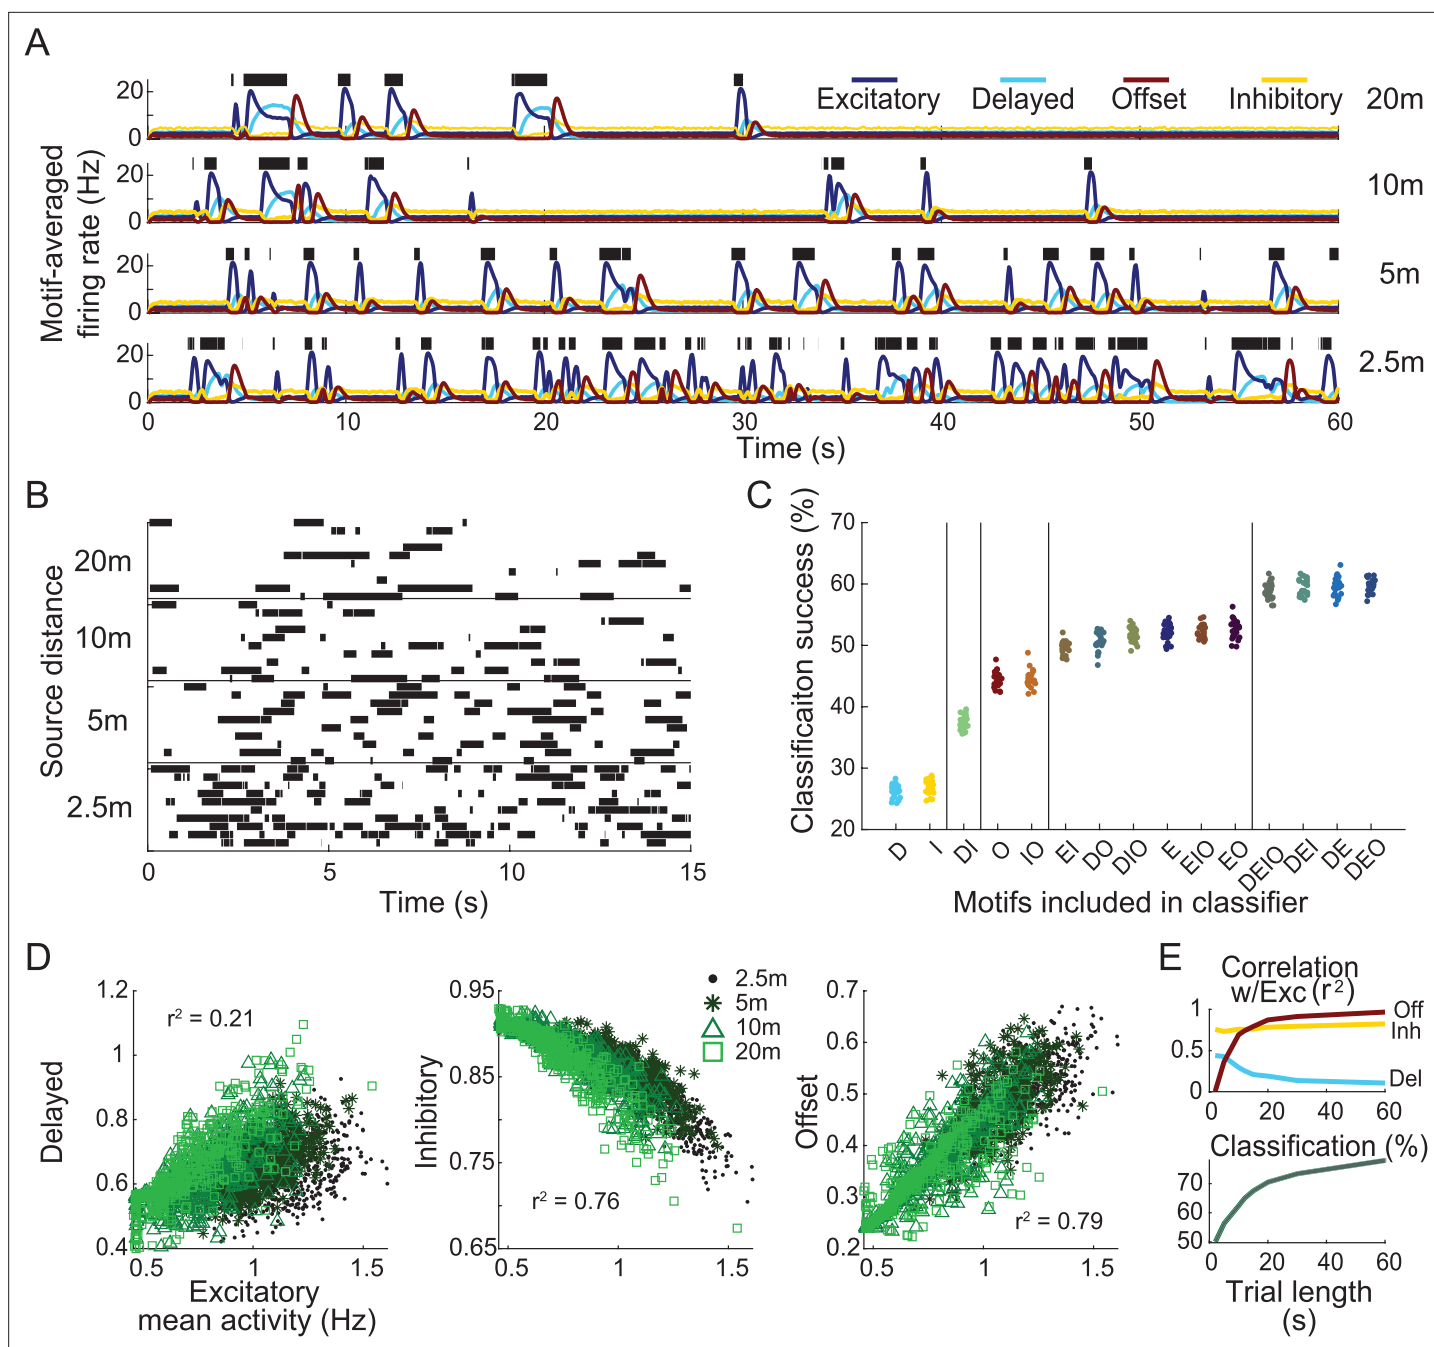 A
Excitatory Delayed Offset Inhibitory
20m
10m
5m
2.5m
Motif-averaged
firing rate (Hz)
20
0
20
0
20
0
20
0
0 10 20 30 40 50 60
Time (s)
B
Source distance
20m
10m
5m
2.5m
0 5 10 15
Time (s)
C
Classificaiton success (%)
70
60
50
40
30
20
D I DI O IO EI DO DIO E EIO EO DEIO DEI DE DEO
Motifs included in classifier
D
Delayed
1.2
1
0.8
0.6
0.4
r² = 0.21
0.5 1 1.5
Excitatory
mean activity (Hz)
Inhibitory
0.95
0.85
0.75
0.65
r² = 0.76
0.5 1 1.5
2.5m
5m
10m
20m
Offset
0.7
0.6
0.5
0.4
0.3
0.2
r² = 0.79
0.5 1 1.5
E
Correlation
w/Exc (r²)
1
0.5
0
Off
Inh
Del
0 20 40 60
Classification (%)
70
60
50
0 20 40 60
Trial length
(s)